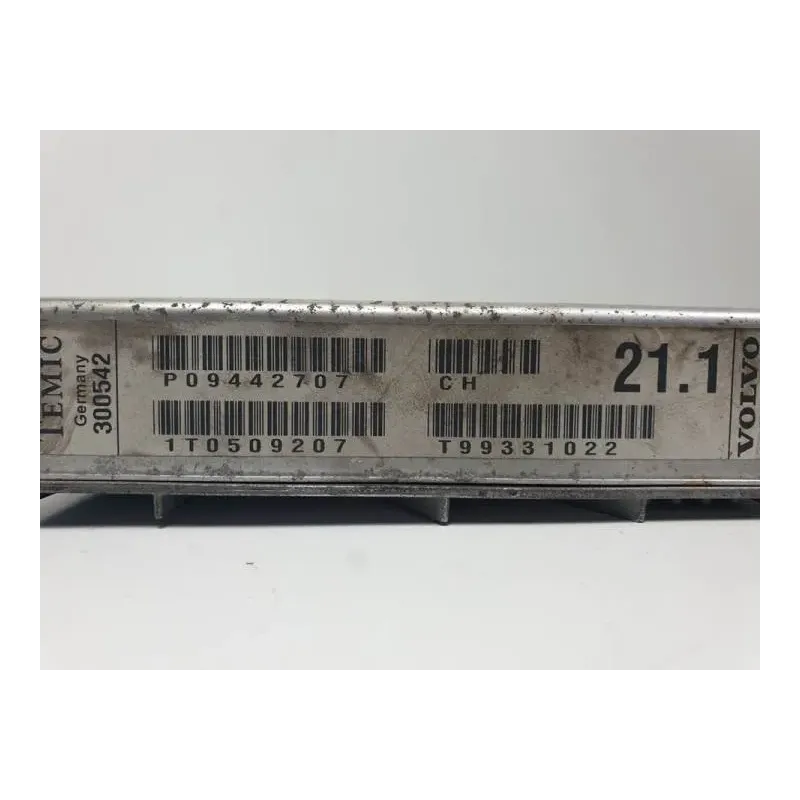 TEMIC
Germany
300542
P09442707
CH
1T0509207
T99331022
21.1
VOLVO